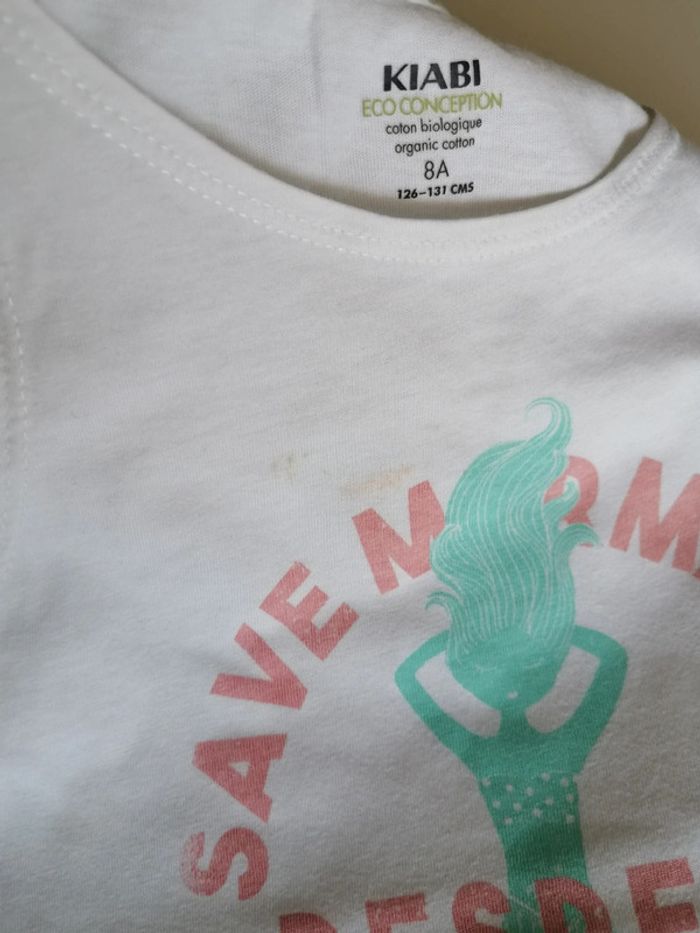 KIABI
ECO CONCEPTION
coton biologique
organic cotton
8A
126-131 CMS
SAVE